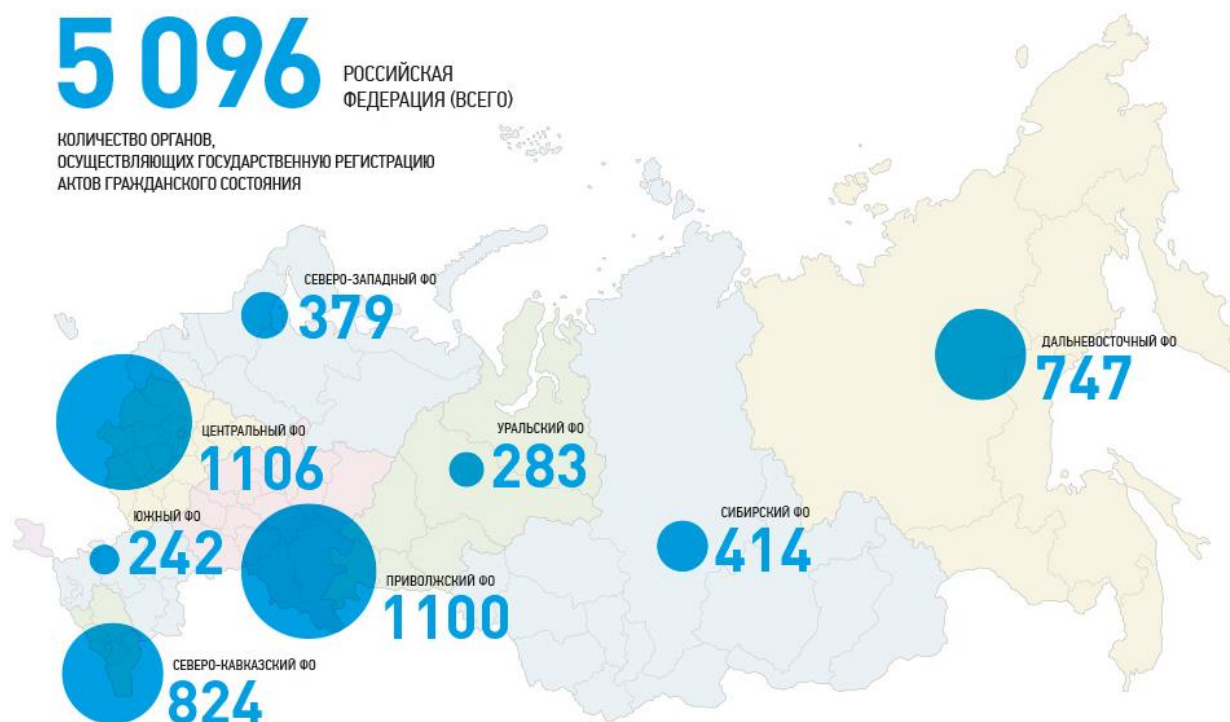 5 096
РОССИЙСКАЯ
ФЕДЕРАЦИЯ (ВСЕГО)
КОЛИЧЕСТВО ОРГАНОВ,
ОСУЩЕСТВЛЯЮЩИХ ГОСУДАРСТВЕННУЮ РЕГИСТРАЦИЮ
АКТОВ ГРАЖДАНСКОГО СОСТОЯНИЯ
СЕВЕРО-ЗАПАДНЫЙ ФО
379
ДАЛЬНЕВОСТОЧНЫЙ ФО
747
ЦЕНТРАЛЬНЫЙ ФО
1106
УРАЛЬСКИЙ ФО
283
ЮЖНЫЙ ФО
242
СИБИРСКИЙ ФО
414
ПРИВОЛЖСКИЙ ФО
1100
СЕВЕРО-КАВКАЗСКИЙ ФО
824